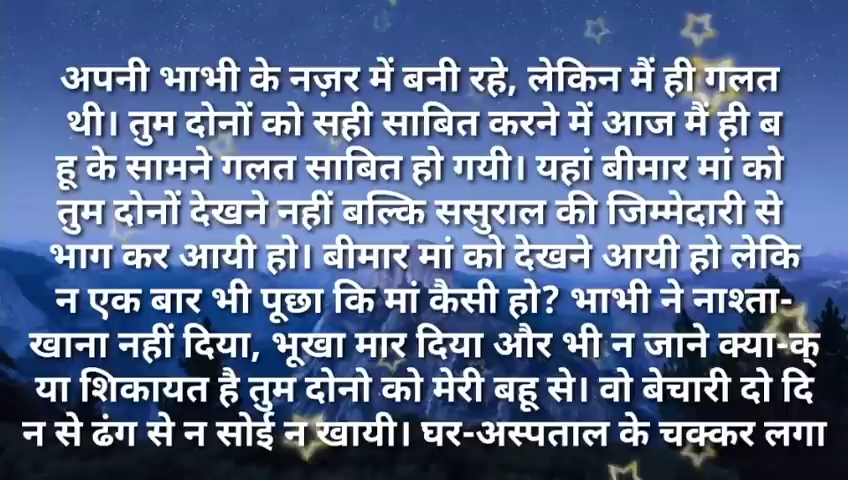 अपनी भाभी के नज़र में बनी रहे, लेकिन मैं ही गलत
थी। तुम दोनों को सही साबित करने में आज मैं ही ब
हू के सामने गलत साबित हो गयी। यहां बीमार मां को
तुम दोनों देखने नहीं बल्कि ससुराल की जिम्मेदारी से
भाग कर आयी हो। बीमार मां को देखने आयी हो लेकि
न एक बार भी पूछा कि मां कैसी हो? भाभी ने नाश्ता-
खाना नहीं दिया, भूखा मार दिया और भी न जाने क्या-क्
या शिकायत है तुम दोनो को मेरी बहू से। वो बेचारी दो दि
न से ढंग से न सोई न खायी। घर-अस्पताल के चक्कर लगा